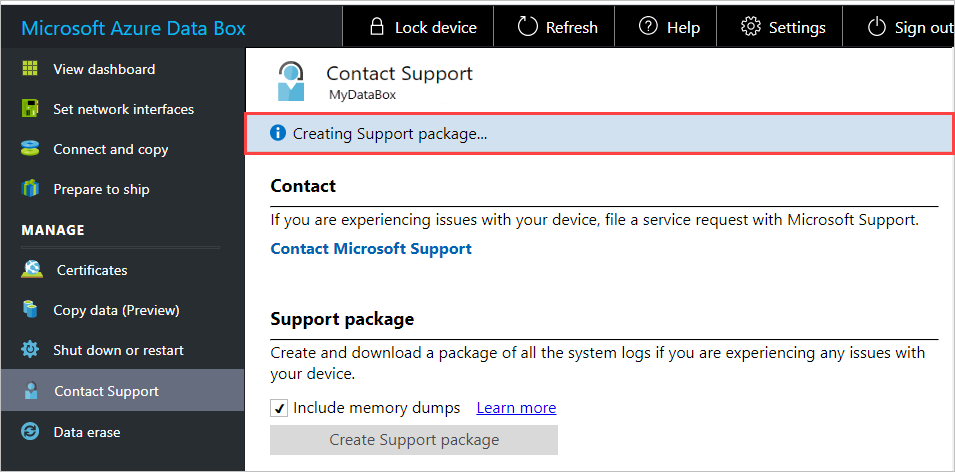 Microsoft Azure Data Box
Lock device
Refresh
Help
Settings
Sign out
View dashboard
Set network interfaces
Connect and copy
Prepare to ship
MANAGE
Certificates
Copy data (Preview)
Shut down or restart
Contact Support
Data erase
Contact Support
MyDataBox
Creating Support package...
Contact
If you are experiencing issues with your device, file a service request with Microsoft Support.
Contact Microsoft Support
Support package
Create and download a package of all the system logs if you are experiencing any issues with
your device.
Include memory dumps Learn more
Create Support package